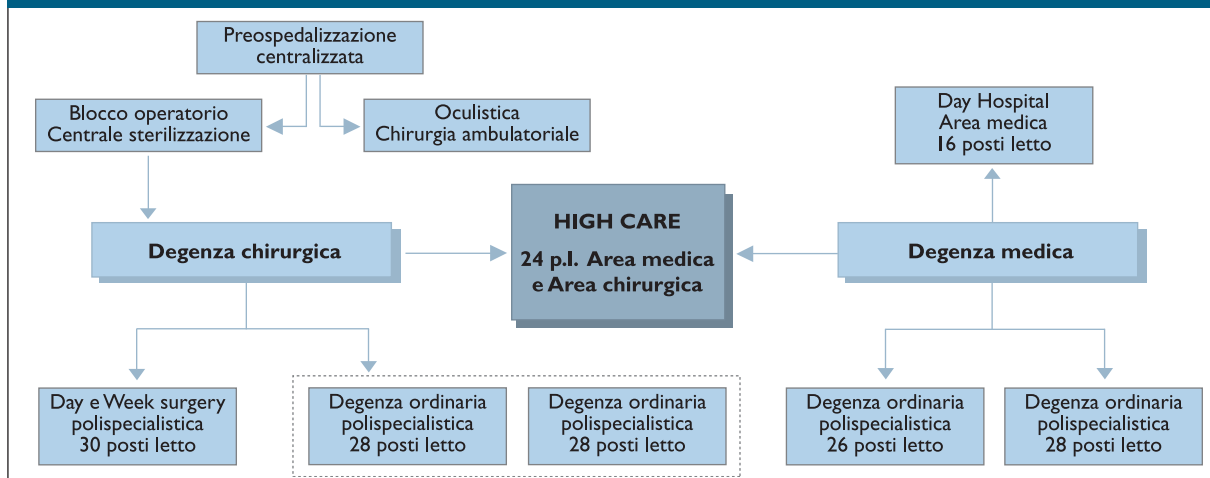 Preospedalizzazione
centralizzata
Blocco operatorio
Centrale sterilizzazione
Oculistica
Chirurgia ambulatoriale
Day Hospital
Area medica
16 posti letto
Degenza chirurgica
HIGH CARE
24 p.l. Area medica
e Area chirurgica
Degenza medica
Day e Week surgery
polispecialistica
30 posti letto
Degenza ordinaria
polispecialistica
28 posti letto
Degenza ordinaria
polispecialistica
28 posti letto
Degenza ordinaria
polispecialistica
26 posti letto
Degenza ordinaria
polispecialistica
28 posti letto